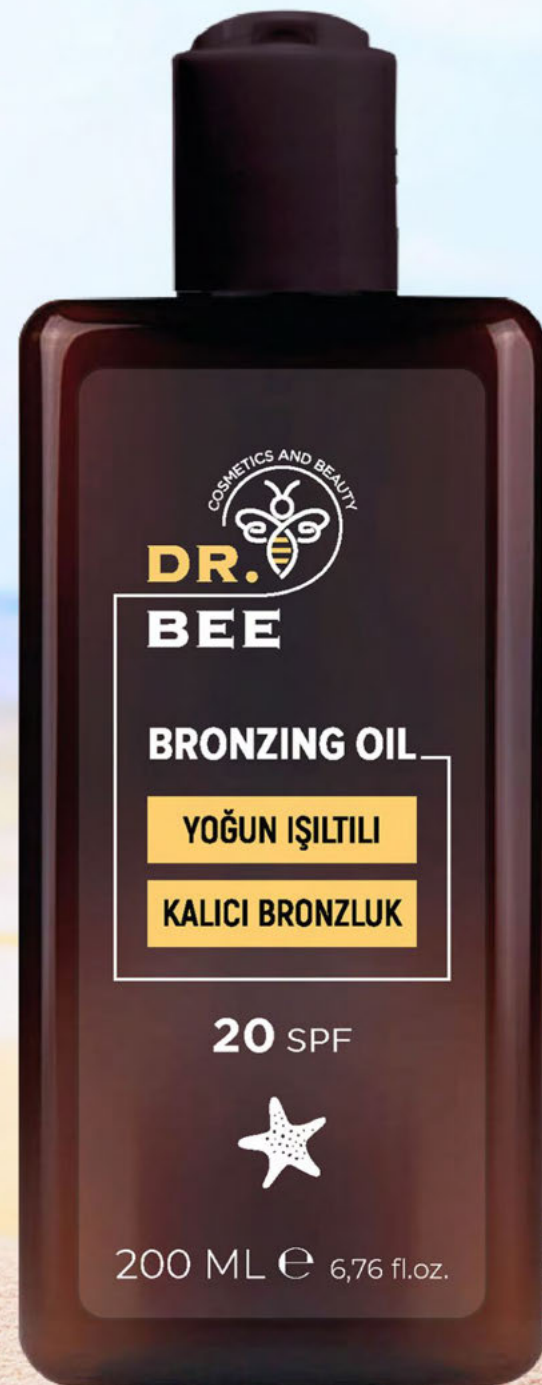 COSMETICS AND BEAUTY
DR.
BEE
BRONZING OIL
YOĞUN IŞILTILI
KALICI BRONZLUK
20 SPF
200 ML ℮ 6,76 fl.oz.